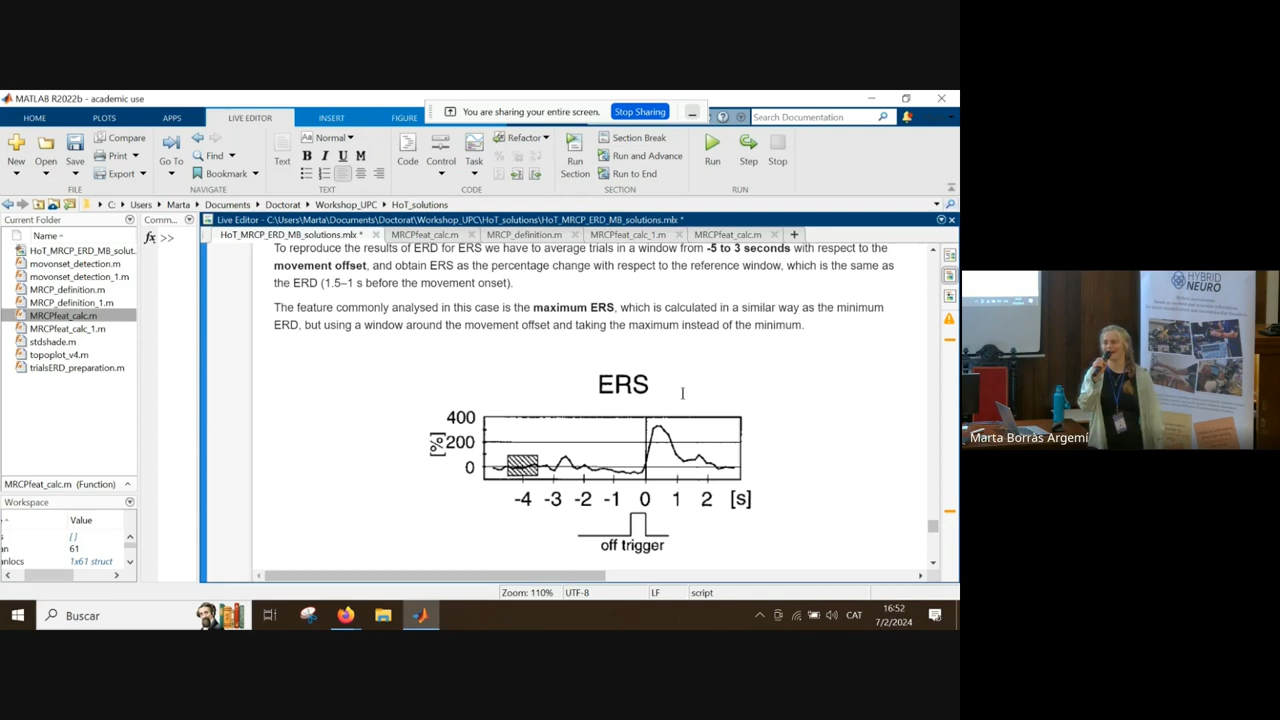 MATLAB R2022b - academic use
You are sharing your entire screen.
Stop Sharing
HOME
PLOTS
APPS
LIVE EDITOR
INSERT
FIGURE
Search Documentation
New
Open
Save
Compare
Print
Export
Go To
Find
Bookmark
Text
Normal
B I U M
Code
Control
Task
Refactor
Run
Section
Section Break
Run and Advance
Run to End
Run
Step
Stop
FILE
NAVIGATE
TEXT
CODE
SECTION
RUN
C: Users Marta Documents Doctorat Workshop_UPC HoT_solutions
Current Folder
Comm...
Live Editor - C:\Users\Marta\Documents\Doctorat\Workshop_UPC\HoT_solutions\HoT_MRCP_ERD_MB_solutions.mlx *
Name
HoT_MRCP_ERD_MB_solut...
movonset_detection.m
movonset_detection_1.m
MRCP_definition.m
MRCP_definition_1.m
MRCPfeat_calc.m
MRCPfeat_calc_1.m
stdshade.m
topoplot_v4.m
trialsERD_preparation.m
fx >>
HoT_MRCP_ERD_MB_solutions.mlx *
MRCPfeat_calc.m
MRCP_definition.m
MRCPfeat_calc_1.m
MRCPfeat_calc.m
To reproduce the results of ERD for ERS we have to average trials in a window from -5 to 3 seconds with respect to the
movement offset, and obtain ERS as the percentage change with respect to the reference window, which is the same as
the ERD (1.5–1 s before the movement onset).
The feature commonly analysed in this case is the maximum ERS, which is calculated in a similar way as the minimum
ERD, but using a window around the movement offset and taking the maximum instead of the minimum.
ERS
400
200
0
[%]
-4 -3 -2 -1 0 1 2 [s]
off trigger
MRCPfeat_calc.m (Function)
Workspace
Value
[ ]
61
1x61 struct
Zoom: 110%
UTF-8
LF
script
Buscar
CAT
16:52
7/2/2024
HYBRID
NEURO
Marta Borràs Argemí